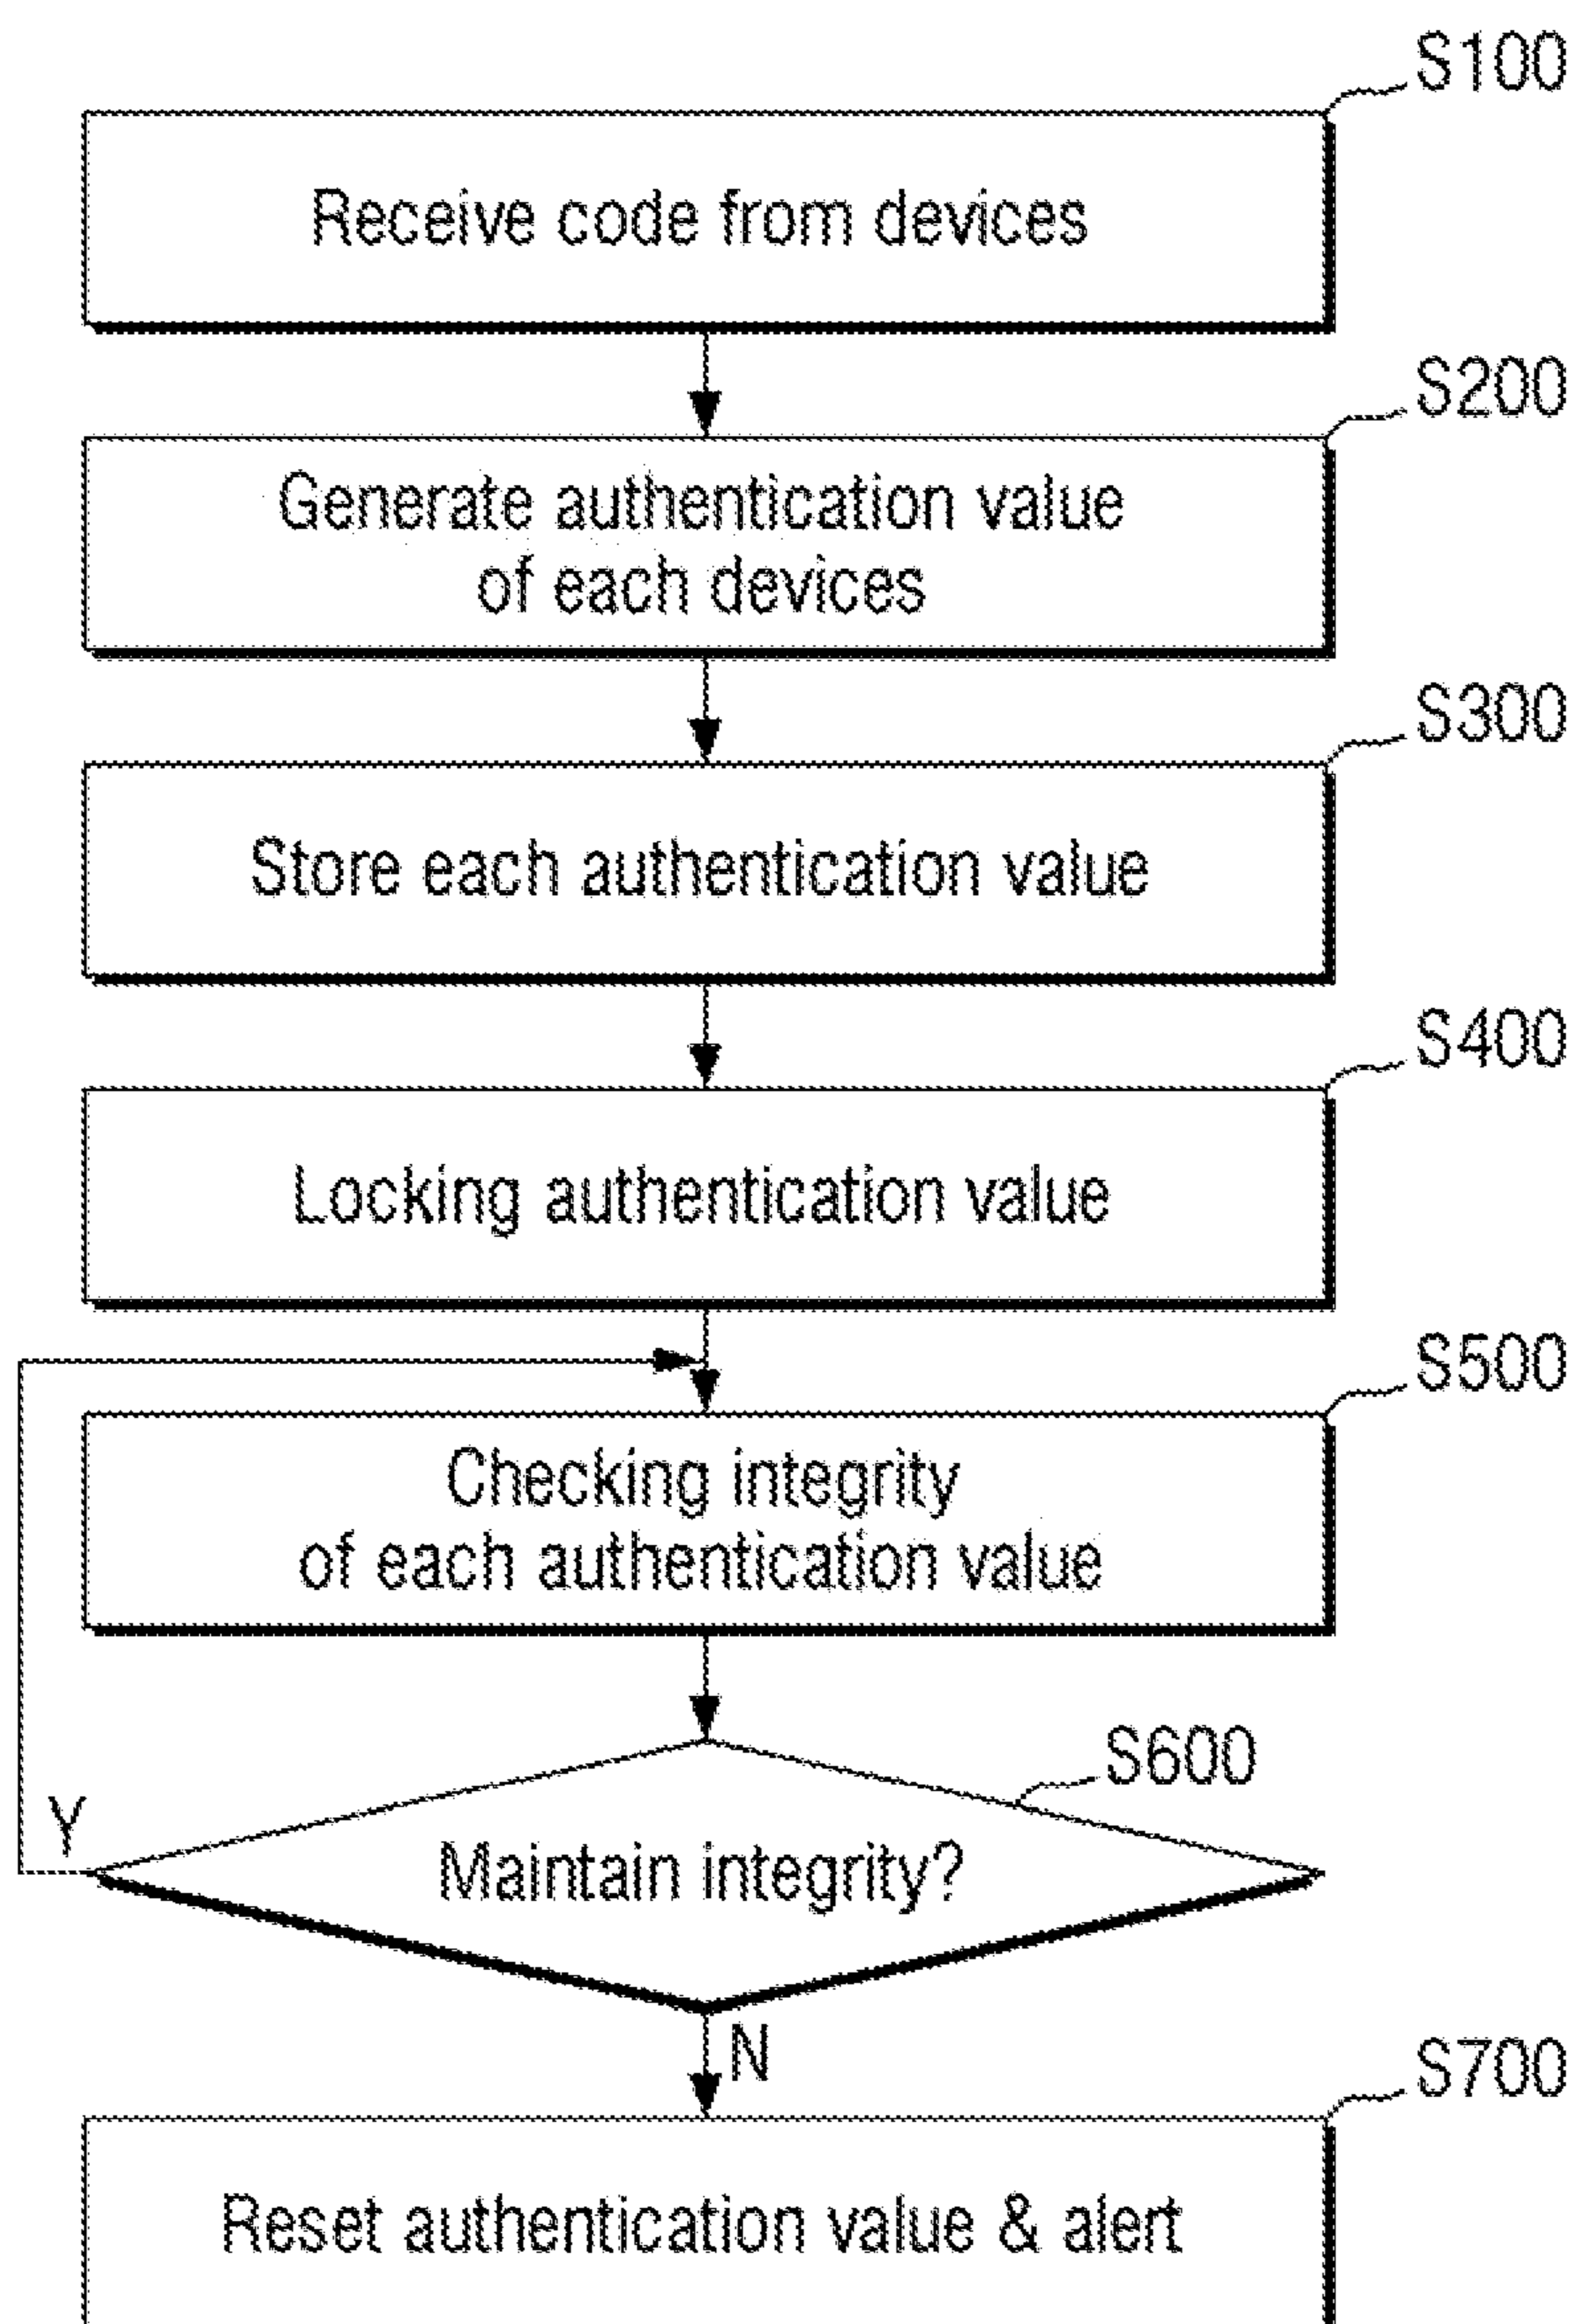 S100
Receive code from devices
S200
Generate authentication value
of each devices
S300
Store each authentication value
S400
Locking authentication value
S500
Checking integrity
of each authentication value
S600
Maintain integrity?
Y
N
S700
Reset authentication value & alert